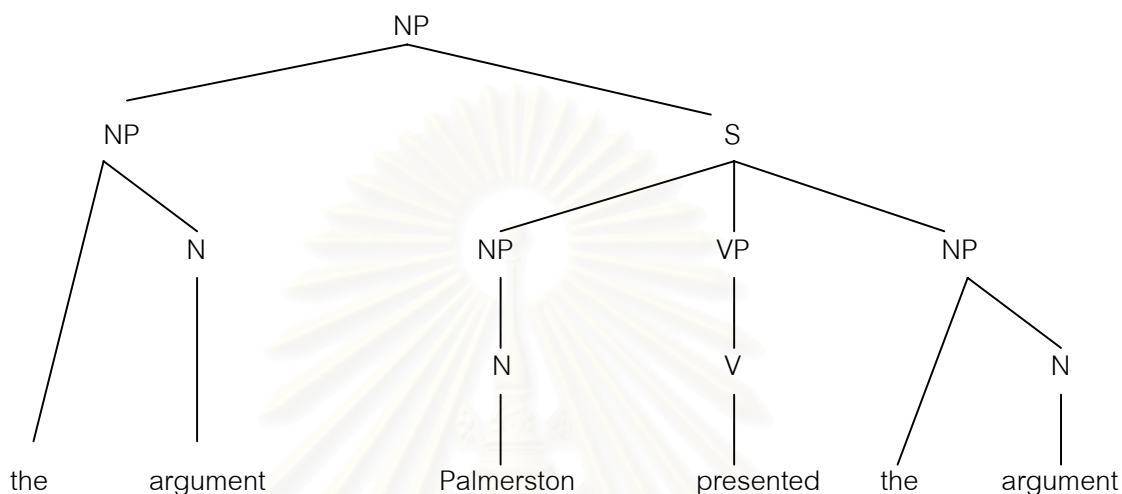 NP
NP S
N NP VP NP
N V N
the argument Palmerston presented the argument